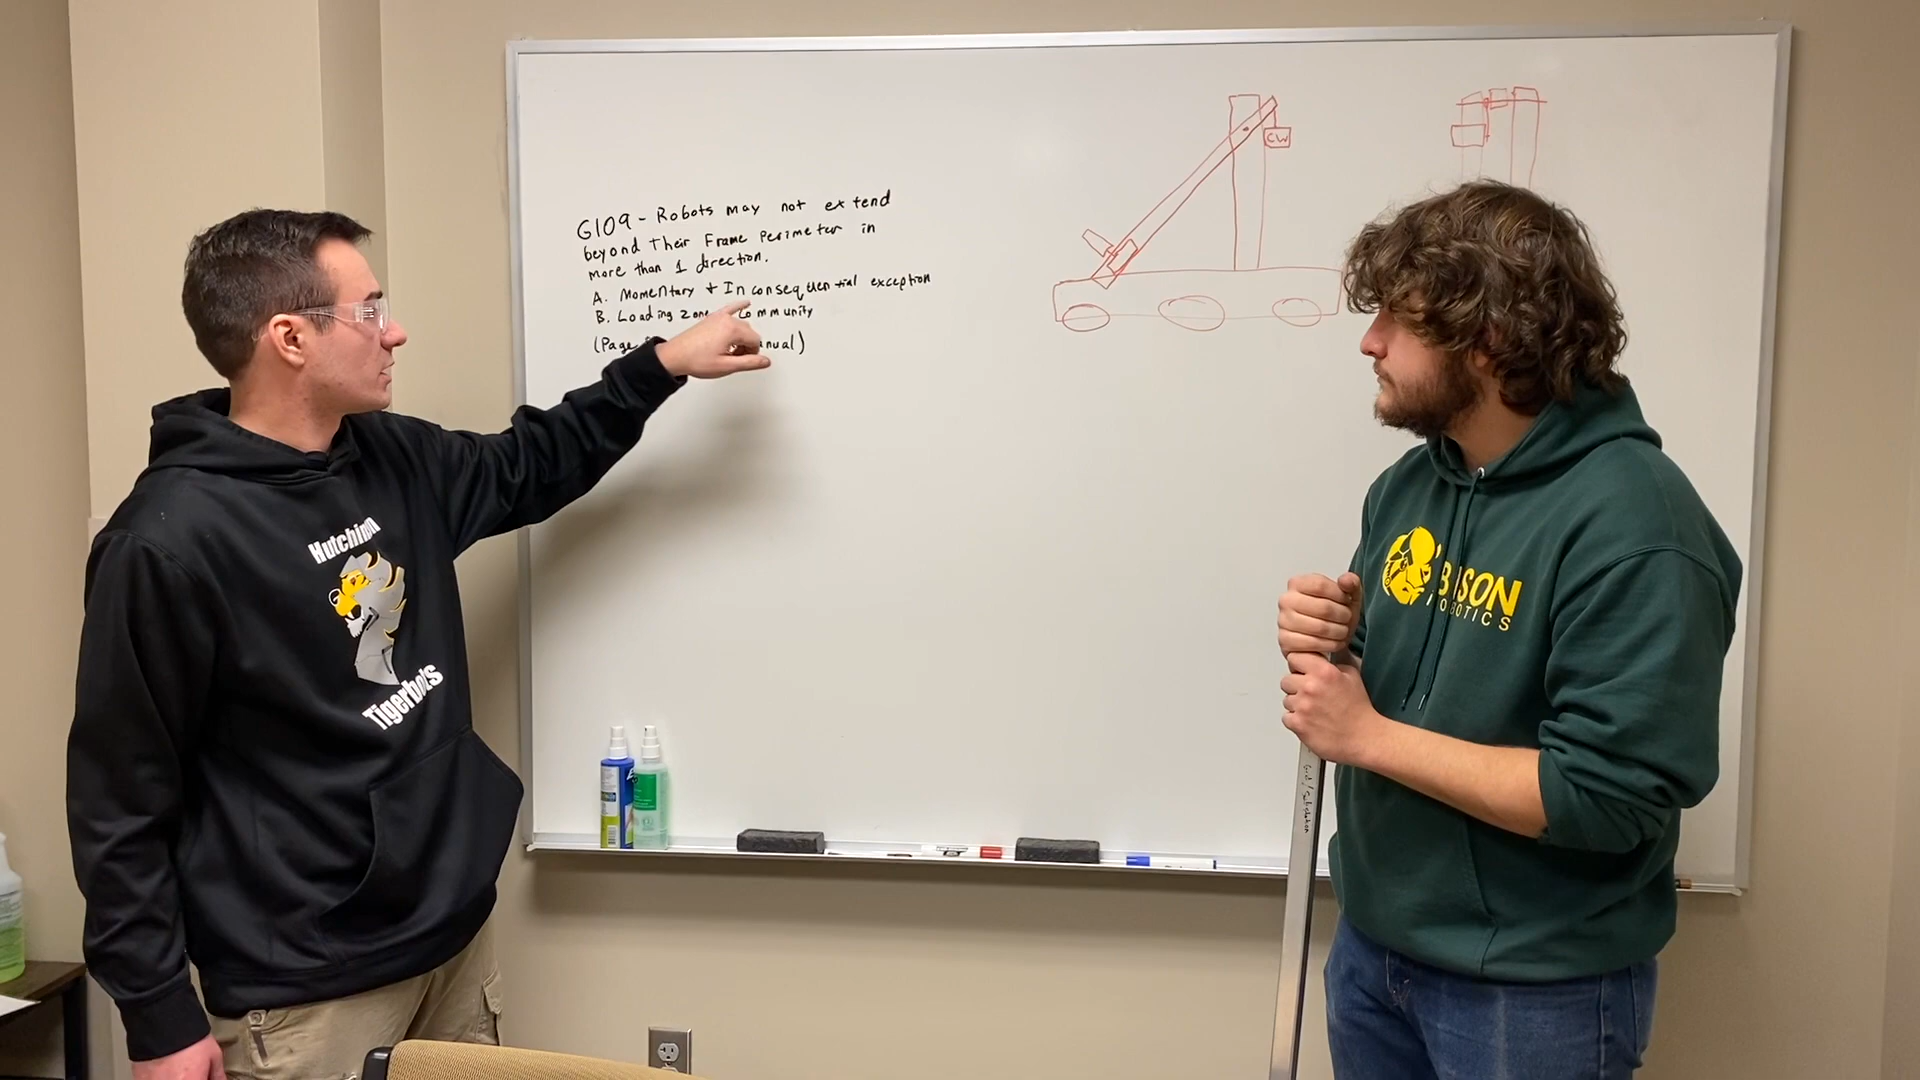 G109 - Robots may not extend
beyond Their Frame Perimeter in
more than 1 direction.
A. Momentary + Inconsequential exception
B. Loading zone Community
(Page
CW
Hutchinson
Tigerbots
BISON
ROBOTICS